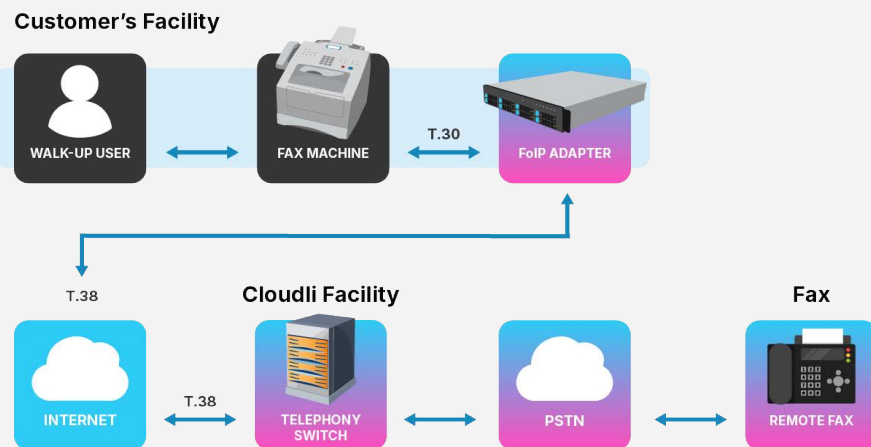 Customer's Facility
WALK-UP USER
FAX MACHINE
T.30
FoIP ADAPTER
T.38
Cloudli Facility
Fax
INTERNET
T.38
TELEPHONY
SWITCH
PSTN
REMOTE FAX